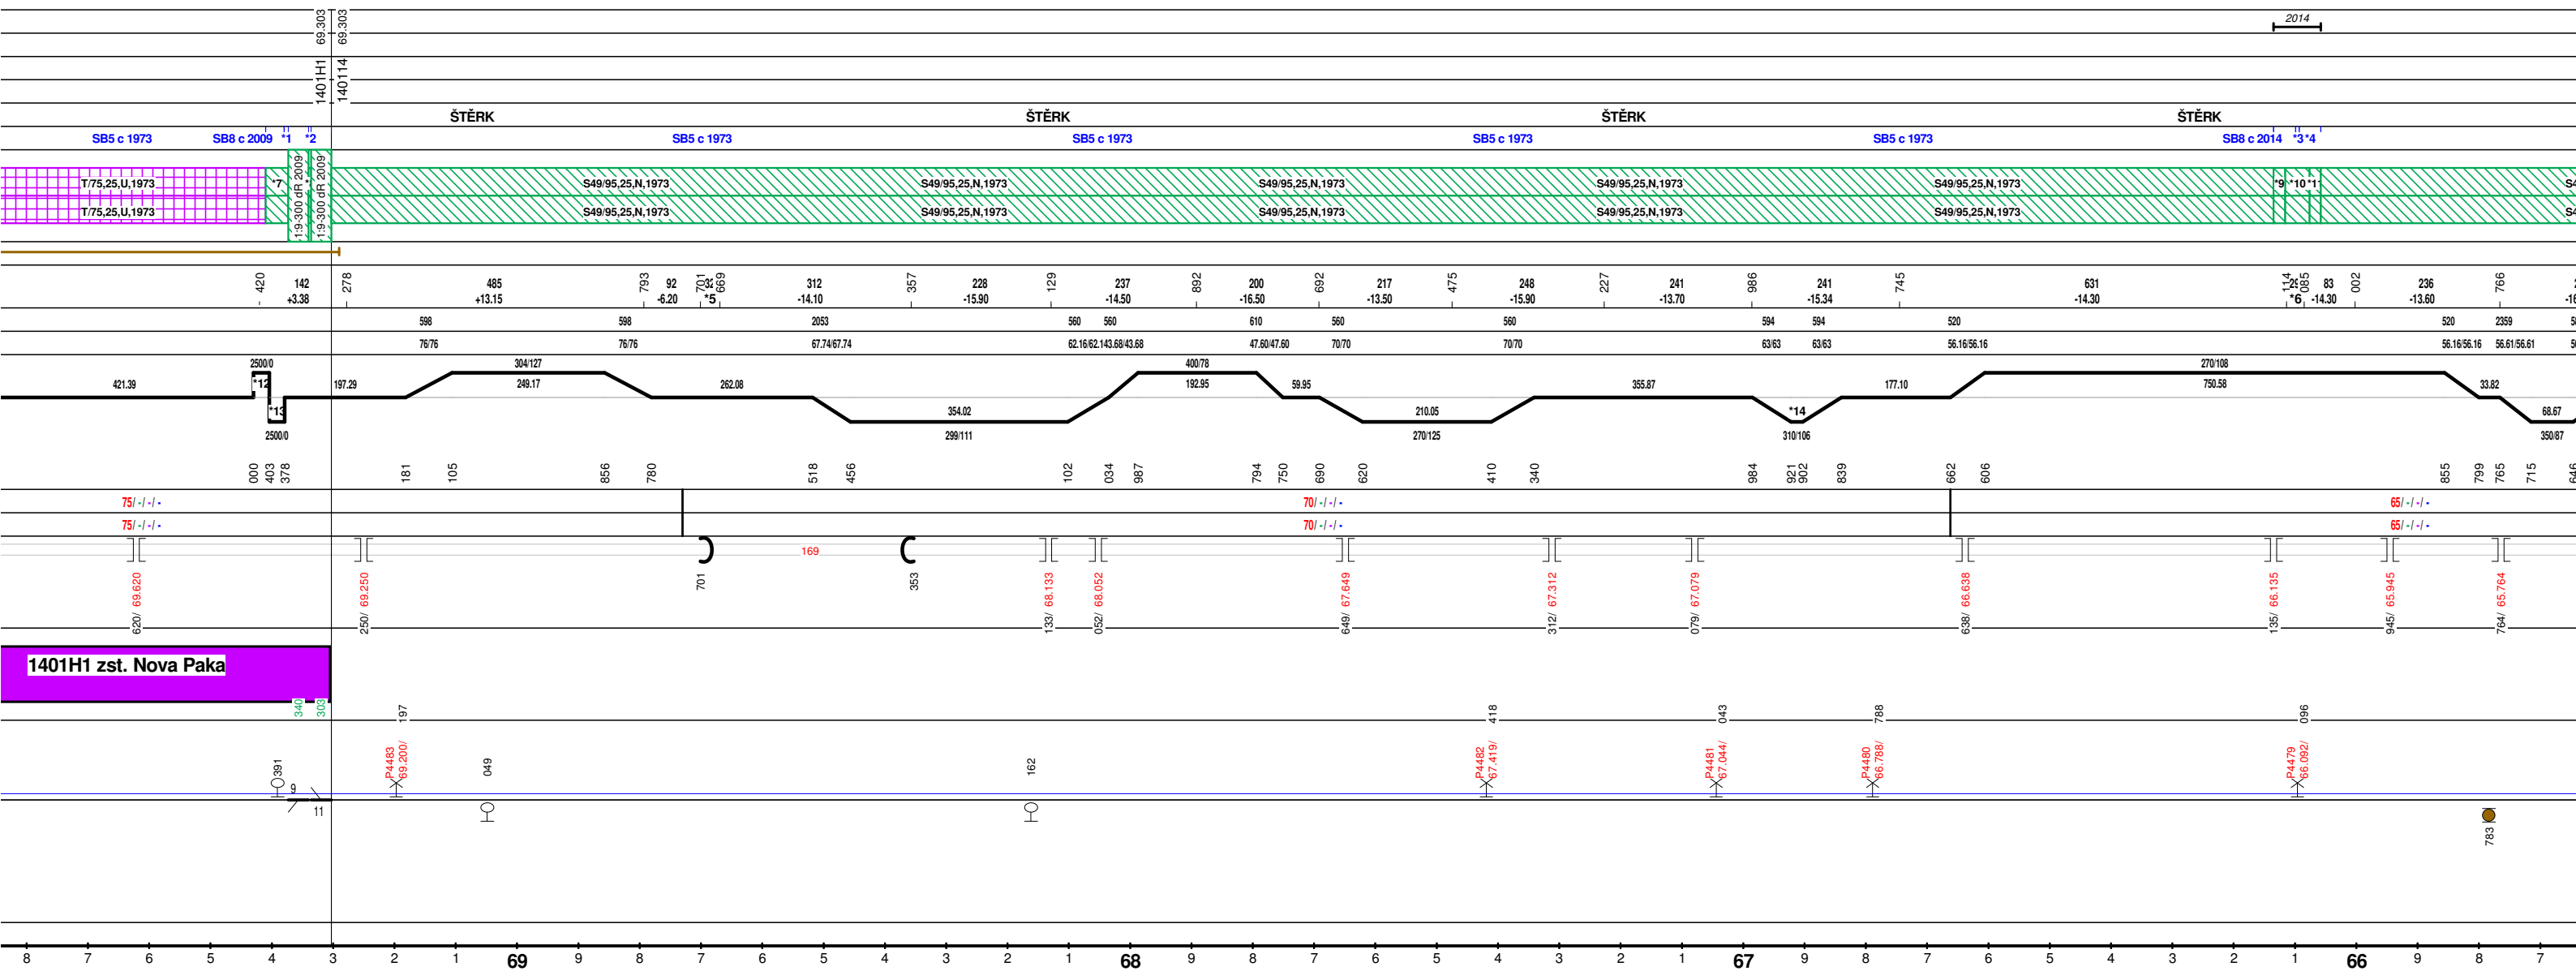 69.303 69.303 2014
1401H1 140114
ŠTĚRK ŠTĚRK ŠTĚRK ŠTĚRK
SB5 c 1973 SB8 c 2009 *1 *2 SB5 c 1973 SB5 c 1973 SB5 c 1973 SB5 c 1973 SB8 c 2014 *3 *4
1:9-300 dR 2009 1:9-300 dR 2009
T/75,25,U,1973 *7 S49/95,25,N,1973 S49/95,25,N,1973 S49/95,25,N,1973 S49/95,25,N,1973 S49/95,25,N,1973 *9 *10 *1
T/75,25,U,1973 S49/95,25,N,1973 S49/95,25,N,1973 S49/95,25,N,1973 S49/95,25,N,1973 S49/95,25,N,1973
420 142 278 485 793 92 701 669 312 357 228 129 237 892 200 692 217 475 248 227 241 986 241 745 631 114 085 83 002 236 766
+3.38 +13.15 -6.20 *5 -14.10 -15.90 -14.50 -16.50 -13.50 -15.90 -13.70 -15.34 -14.30 *6 -14.30 -13.60
598 598 2053 560 560 610 560 560 594 594 520 520 2359
76/76 76/76 67.74/67.74 62.16/62.143.68/43.68 47.60/47.60 70/70 70/70 63/63 63/63 56.16/56.16 56.16/56.16 56.61/56.61
2500/0 304/127 400/78 270/108
421.39 *12 197.29 249.17 262.08 192.95 59.95 355.87 177.10 750.58 33.82
*13 354.02 210.05 *14 68.67
2500/0 299/111 270/125 310/106 350/87
000 403 378 181 105 856 780 518 456 102 034 987 794 750 690 620 410 340 984 921 902 839 662 606 855 799 765 715 646
75/ -/ -/ - 70/ -/ -/ - 65/ -/ -/ -
75/ -/ -/ - 70/ -/ -/ - 65/ -/ -/ -
169
701 353
620/ 69.620 250/ 69.250 133/ 68.133 052/ 68.052 649/ 67.649 312/ 67.312 079/ 67.079 638/ 66.638 135/ 66.135 945/ 65.945 764/ 65.764
1401H1 zst. Nova Paka
340 303
197 418 043 788 096
P4483 P4482 P4481 P4480 P4479
69.200/ 67.419/ 67.044/ 66.788/ 66.092/
391 049 162
9
11
783
8 7 6 5 4 3 2 1 69 9 8 7 6 5 4 3 2 1 68 9 8 7 6 5 4 3 2 1 67 9 8 7 6 5 4 3 2 1 66 9 8 7